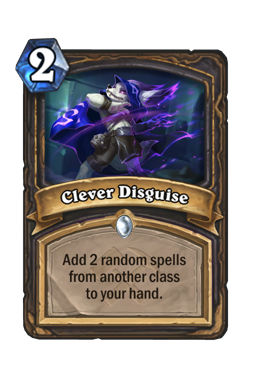 2
Clever Disguise
Add 2 random spells
from another class
to your hand.